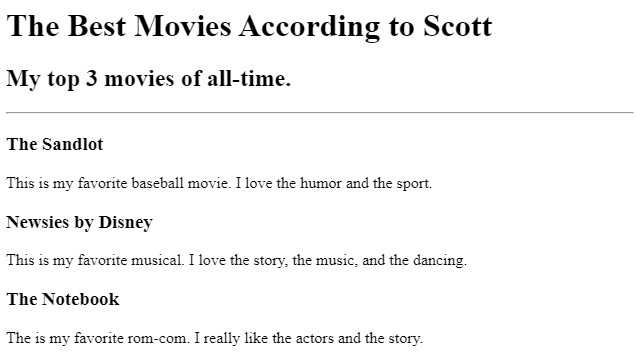 The Best Movies According to Scott
My top 3 movies of all-time.
The Sandlot
This is my favorite baseball movie. I love the humor and the sport.
Newsies by Disney
This is my favorite musical. I love the story, the music, and the dancing.
The Notebook
The is my favorite rom-com. I really like the actors and the story.